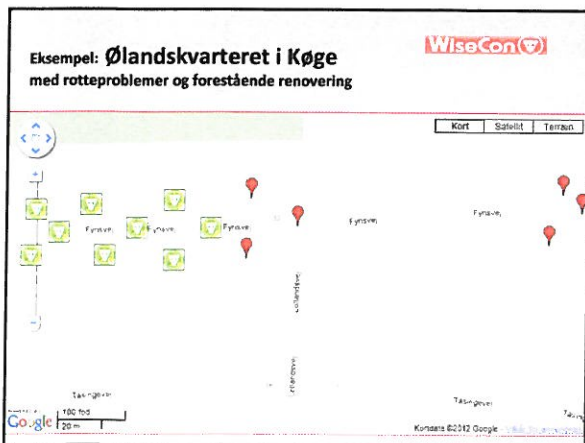 WiseCon
Eksempel: Ølandskvarteret i Køge
med rotteproblemer og forestående renovering
Kort Satellit Terræn
Fynsvej Fynsvej Fynsvej Fynsvej Fynsvej
Lollandsvej
Tåsingevej Tåsingevej
100 fod
20 m
Google
Kortdata ©2012 Google